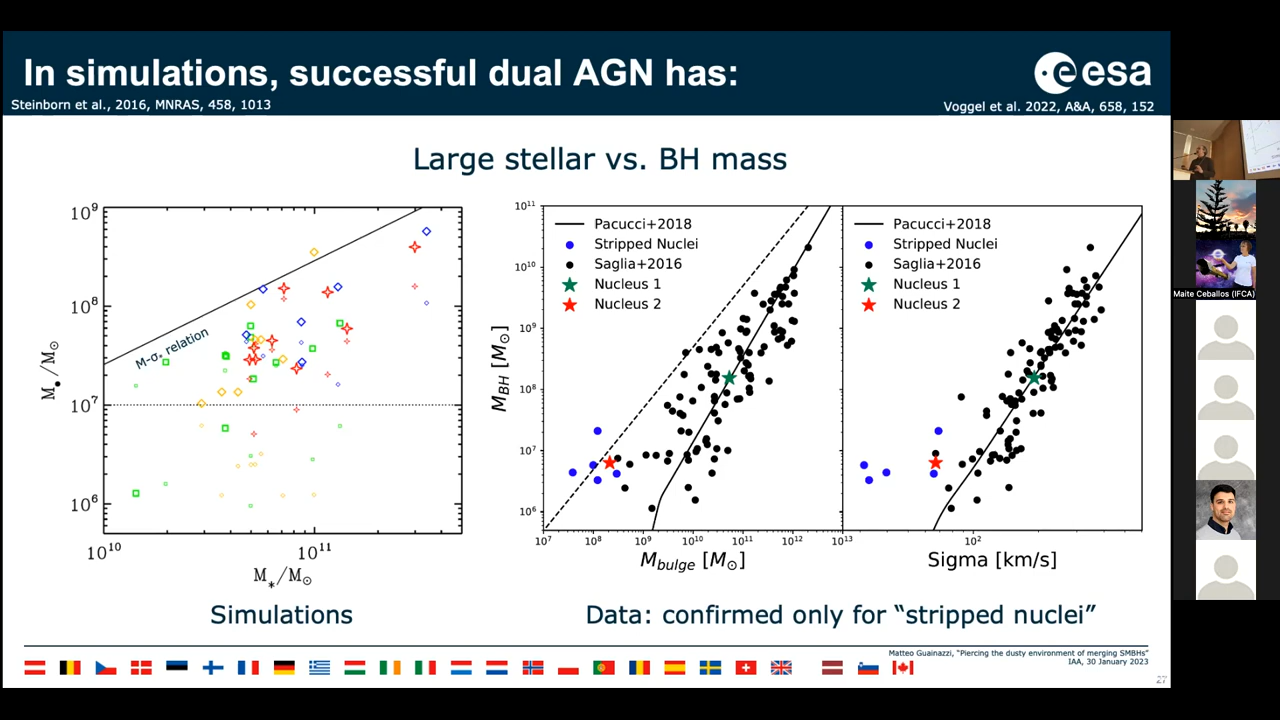 In simulations, successful dual AGN has:
esa
Steinborn et al., 2016, MNRAS, 458, 1013
Voggel et al. 2022, A&A, 658, 152
Large stellar vs. BH mass
10⁹
10⁸
10⁷
10⁶
M•/M⊙
M-σ* relation
10¹⁰
10¹¹
M*/M⊙
Simulations
10¹¹
10¹⁰
10⁹
10⁸
10⁷
10⁶
M_BH [M⊙]
Pacucci+2018
Stripped Nuclei
Saglia+2016
Nucleus 1
Nucleus 2
10⁷
10⁸
10⁹
10¹⁰
10¹¹
10¹²
10¹³
M_bulge [M⊙]
Pacucci+2018
Stripped Nuclei
Saglia+2016
Nucleus 1
Nucleus 2
10²
Sigma [km/s]
Data: confirmed only for “stripped nuclei”
Matteo Guainazzi, “Piercing the dusty environment of merging SMBHs”
IAA, 30 January 2023
27
Maite Ceballos (IFCA)